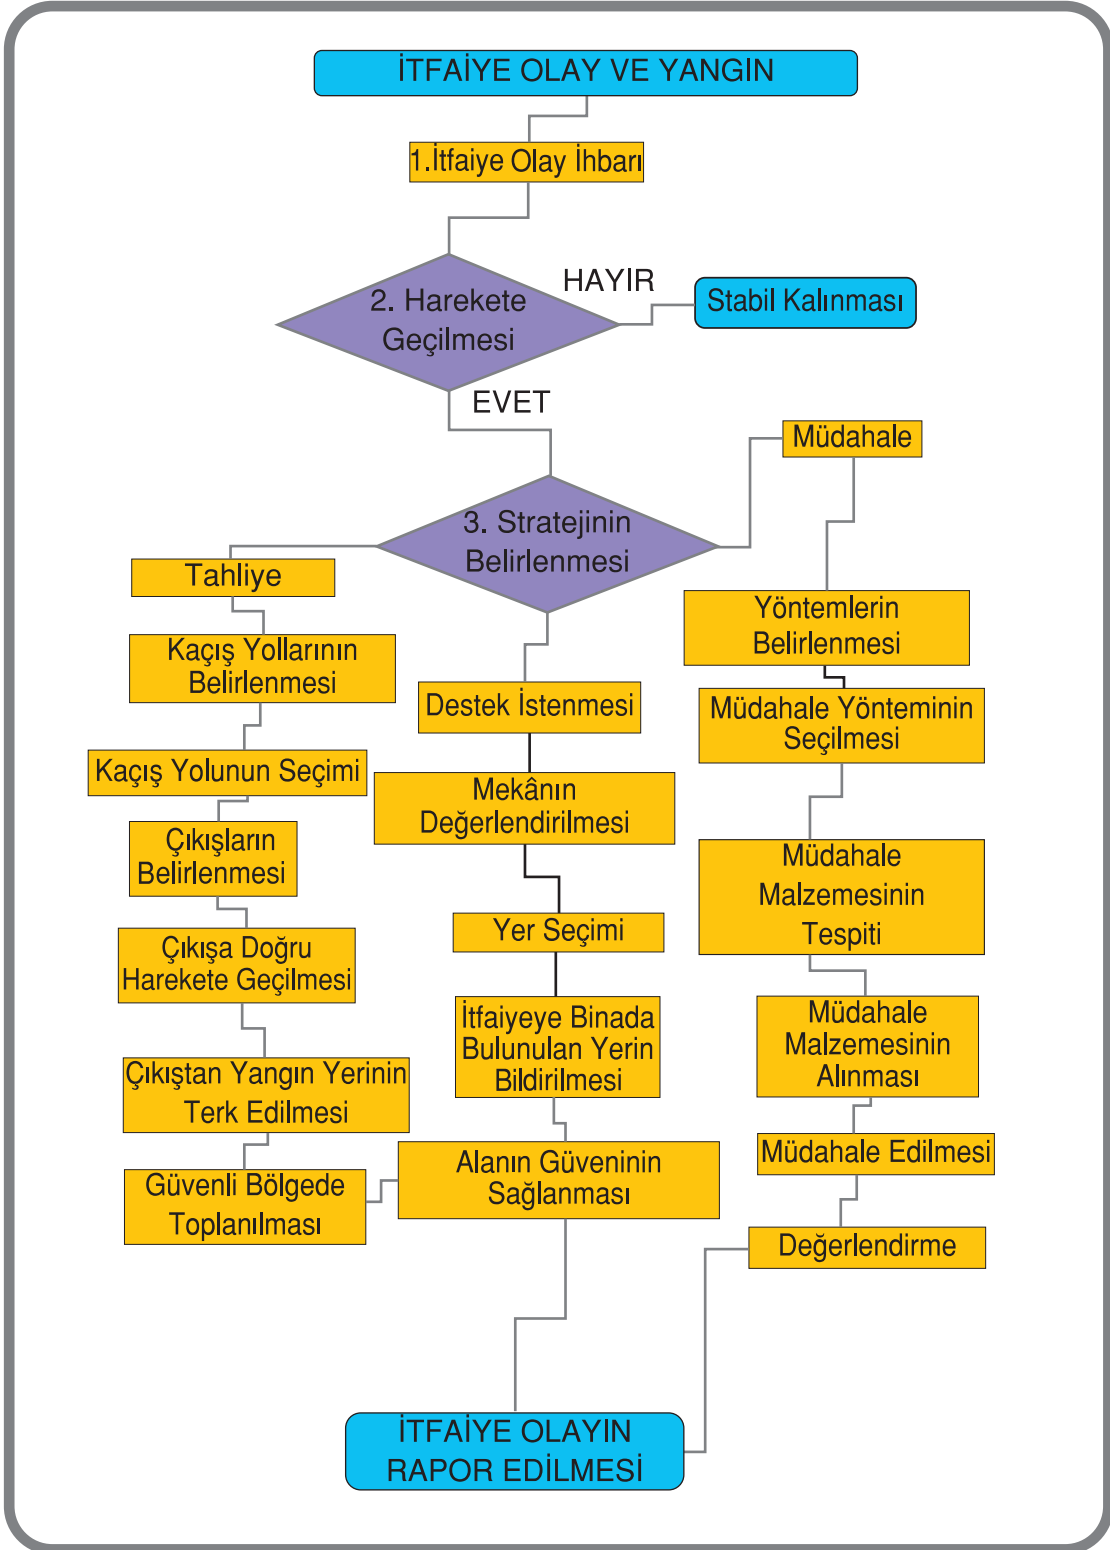 İTFAİYE OLAY VE YANGIN
1.İtfaiye Olay İhbarı
2. Harekete
Geçilmesi
HAYIR
Stabil Kalınması
EVET
3. Stratejinin
Belirlenmesi
Tahliye
Kaçış Yollarının
Belirlenmesi
Kaçış Yolunun Seçimi
Çıkışların
Belirlenmesi
Çıkışa Doğru
Harekete Geçilmesi
Çıkıştan Yangın Yerinin
Terk Edilmesi
Güvenli Bölgede
Toplanılması
Destek İstenmesi
Mekânın
Değerlendirilmesi
Yer Seçimi
İtfaiyeye Binada
Bulunulan Yerin
Bildirilmesi
Alanın Güveninin
Sağlanması
Müdahale
Yöntemlerin
Belirlenmesi
Müdahale Yönteminin
Seçilmesi
Müdahale
Malzemesinin
Tespiti
Müdahale
Malzemesinin
Alınması
Müdahale Edilmesi
Değerlendirme
İTFAİYE OLAYIN
RAPOR EDİLMESİ